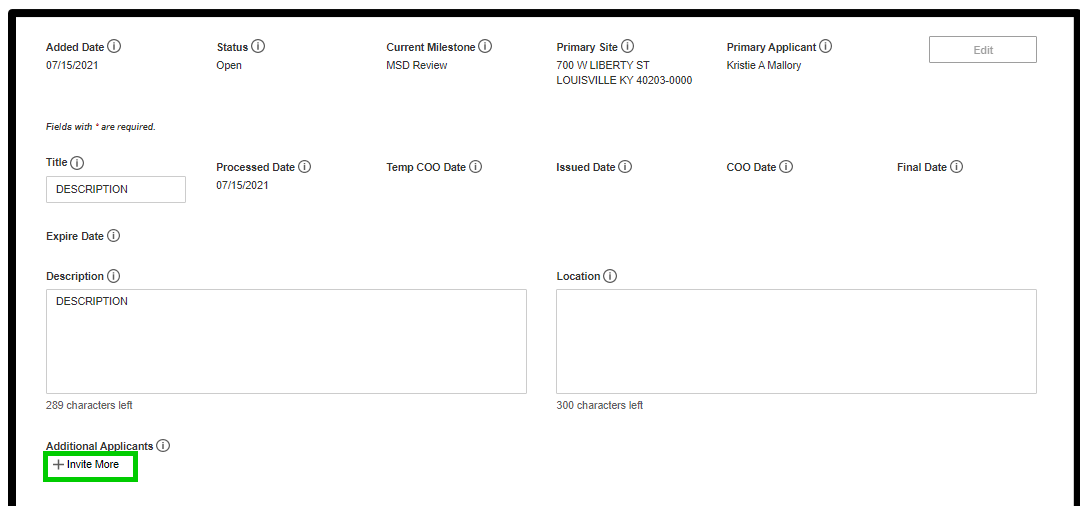 Added Date
Status
Current Milestone
Primary Site
Primary Applicant
Edit
07/15/2021
Open
MSD Review
700 W LIBERTY ST
LOUISVILLE KY 40203-0000
Kristie A Mallory
Fields with * are required.
Title
Processed Date
Temp COO Date
Issued Date
COO Date
Final Date
DESCRIPTION
07/15/2021
Expire Date
Description
Location
DESCRIPTION
289 characters left
300 characters left
Additional Applicants
+ Invite More